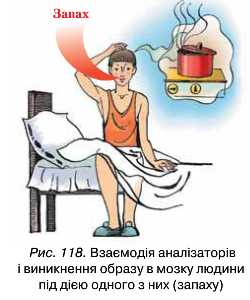 Запах
Рис. 118. Взаємодія аналізаторів
і виникнення образу в мозку людини
під дією одного з них (запаху)